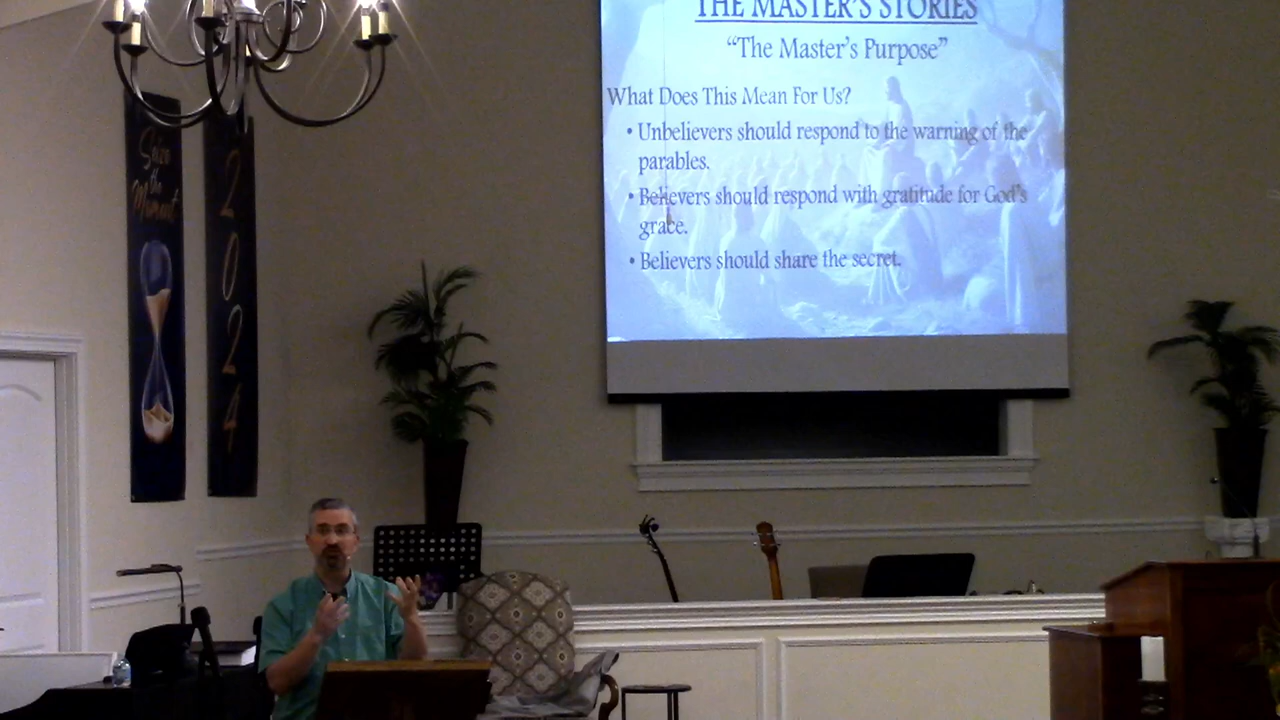 THE MASTER'S STORIES
“The Master's Purpose”
What Does This Mean For Us?
• Unbelievers should respond to the warning of the
parables.
• Believers should respond with gratitude for God's
grace.
• Believers should share the secret.
Seize
the
Moment
2
0
2
4